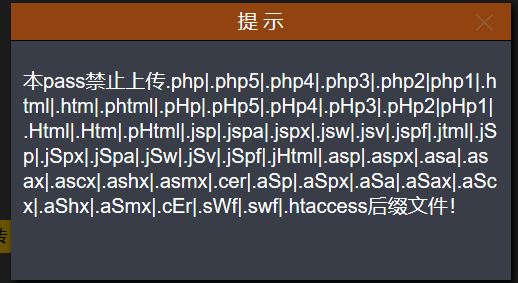 提示
本pass禁止上传.php|.php5|.php4|.php3|.php2|php1|.h
tml|.htm|.phtml|.pHp|.pHp5|.pHp4|.pHp3|.pHp2|pHp1|
.Html|.Htm|.pHtml|.jsp|.jspa|.jspx|.jsw|.jsv|.jspf|.jtml|.jS
p|.jSpx|.jSpa|.jSw|.jSv|.jSpf|.jHtml|.asp|.aspx|.asa|.as
ax|.ascx|.ashx|.asmx|.cer|.aSp|.aSpx|.aSa|.aSax|.aSc
x|.aShx|.aSmx|.cEr|.sWf|.swf|.htaccess后缀文件!
传